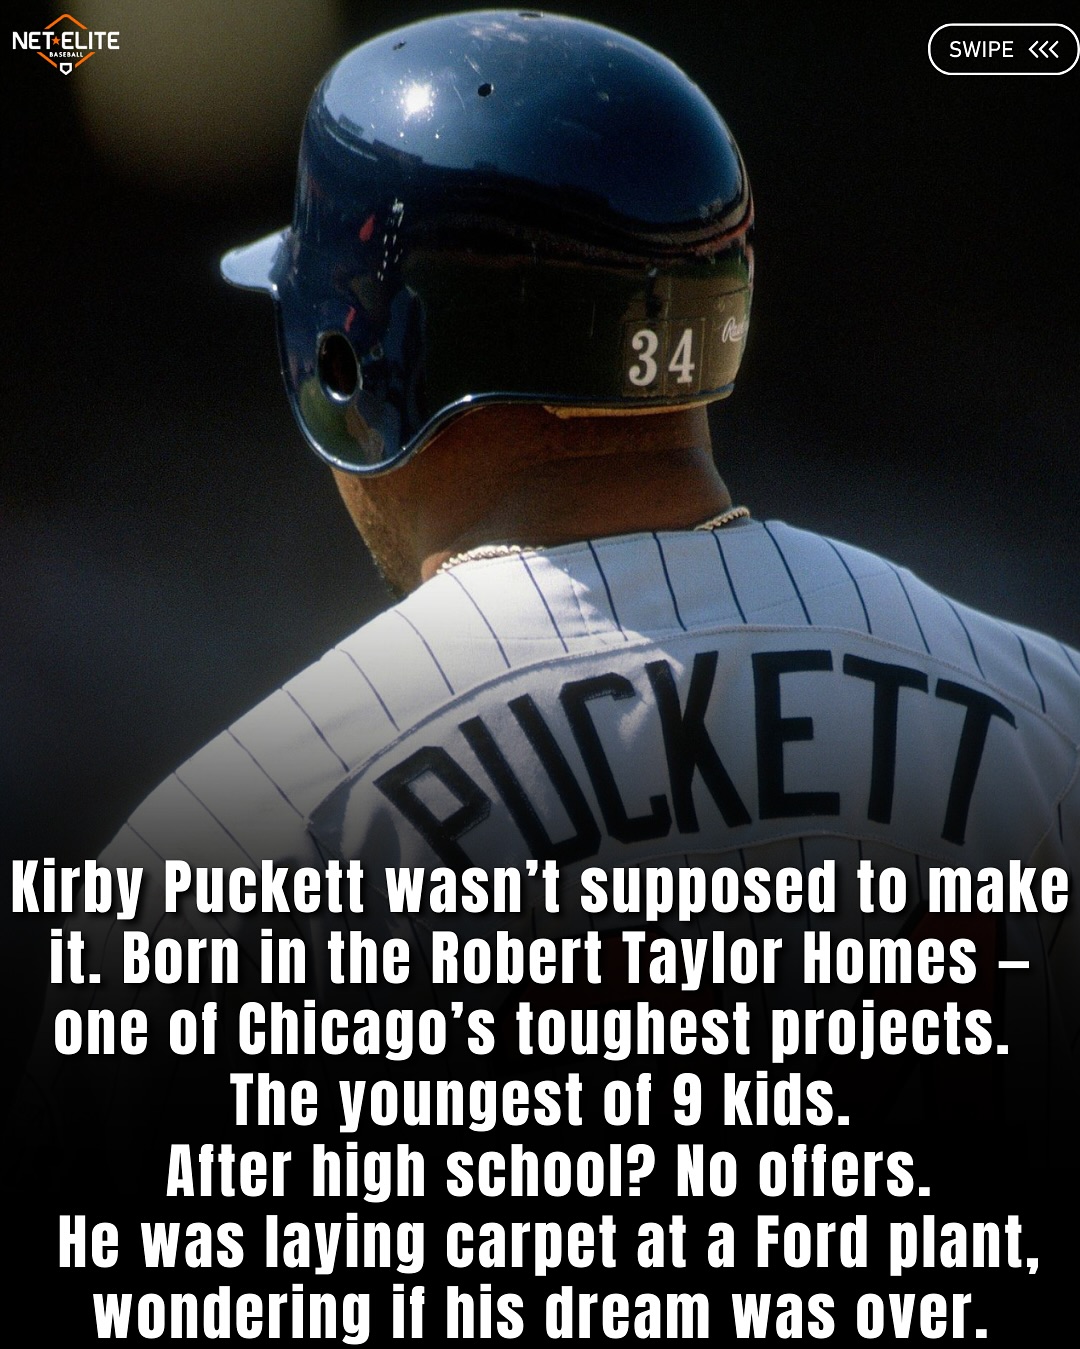 NET★ELITE
BASEBALL
SWIPE <<<
34
PUCKETT
Kirby Puckett wasn’t supposed to make
it. Born in the Robert Taylor Homes –
one of Chicago’s toughest projects.
The youngest of 9 kids.
After high school? No offers.
He was laying carpet at a Ford plant,
wondering if his dream was over.